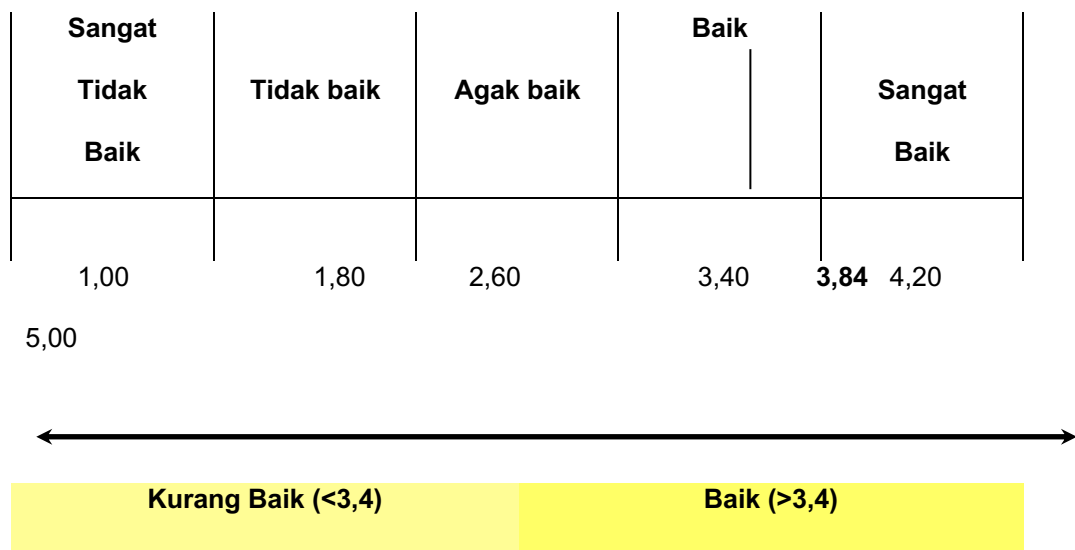 Sangat Baik
Tidak Tidak baik Agak baik Sangat
Baik Baik
1,00 1,80 2,60 3,40 3,84 4,20
5,00
Kurang Baik (<3,4) Baik (>3,4)